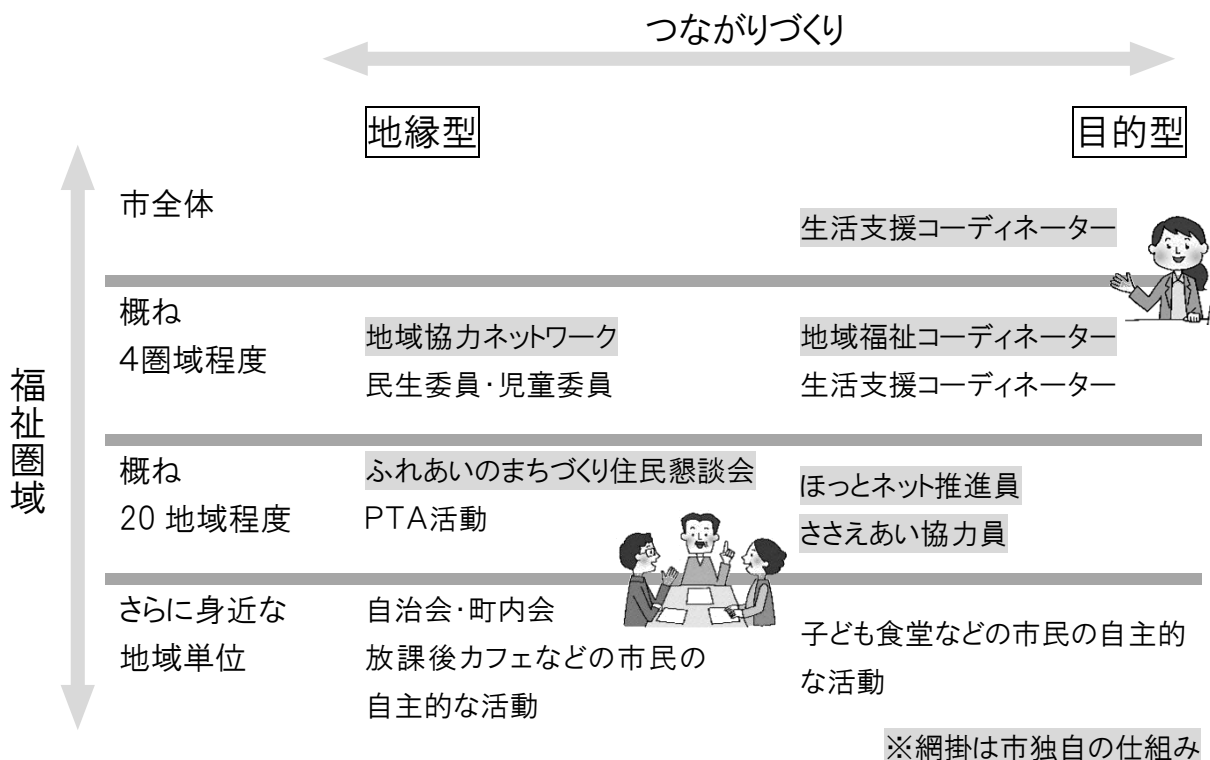 つながりづくり
地縁型
目的型
福祉圏域
市全体
生活支援コーディネーター
概ね
4圏域程度
地域協力ネットワーク
民生委員・児童委員
地域福祉コーディネーター
生活支援コーディネーター
概ね
20 地域程度
ふれあいのまちづくり住民懇談会
PTA活動
ほっとネット推進員
ささえあい協力員
さらに身近な
地域単位
自治会・町内会
放課後カフェなどの市民の
自主的な活動
子ども食堂などの市民の自主的
な活動
※網掛は市独自の仕組み